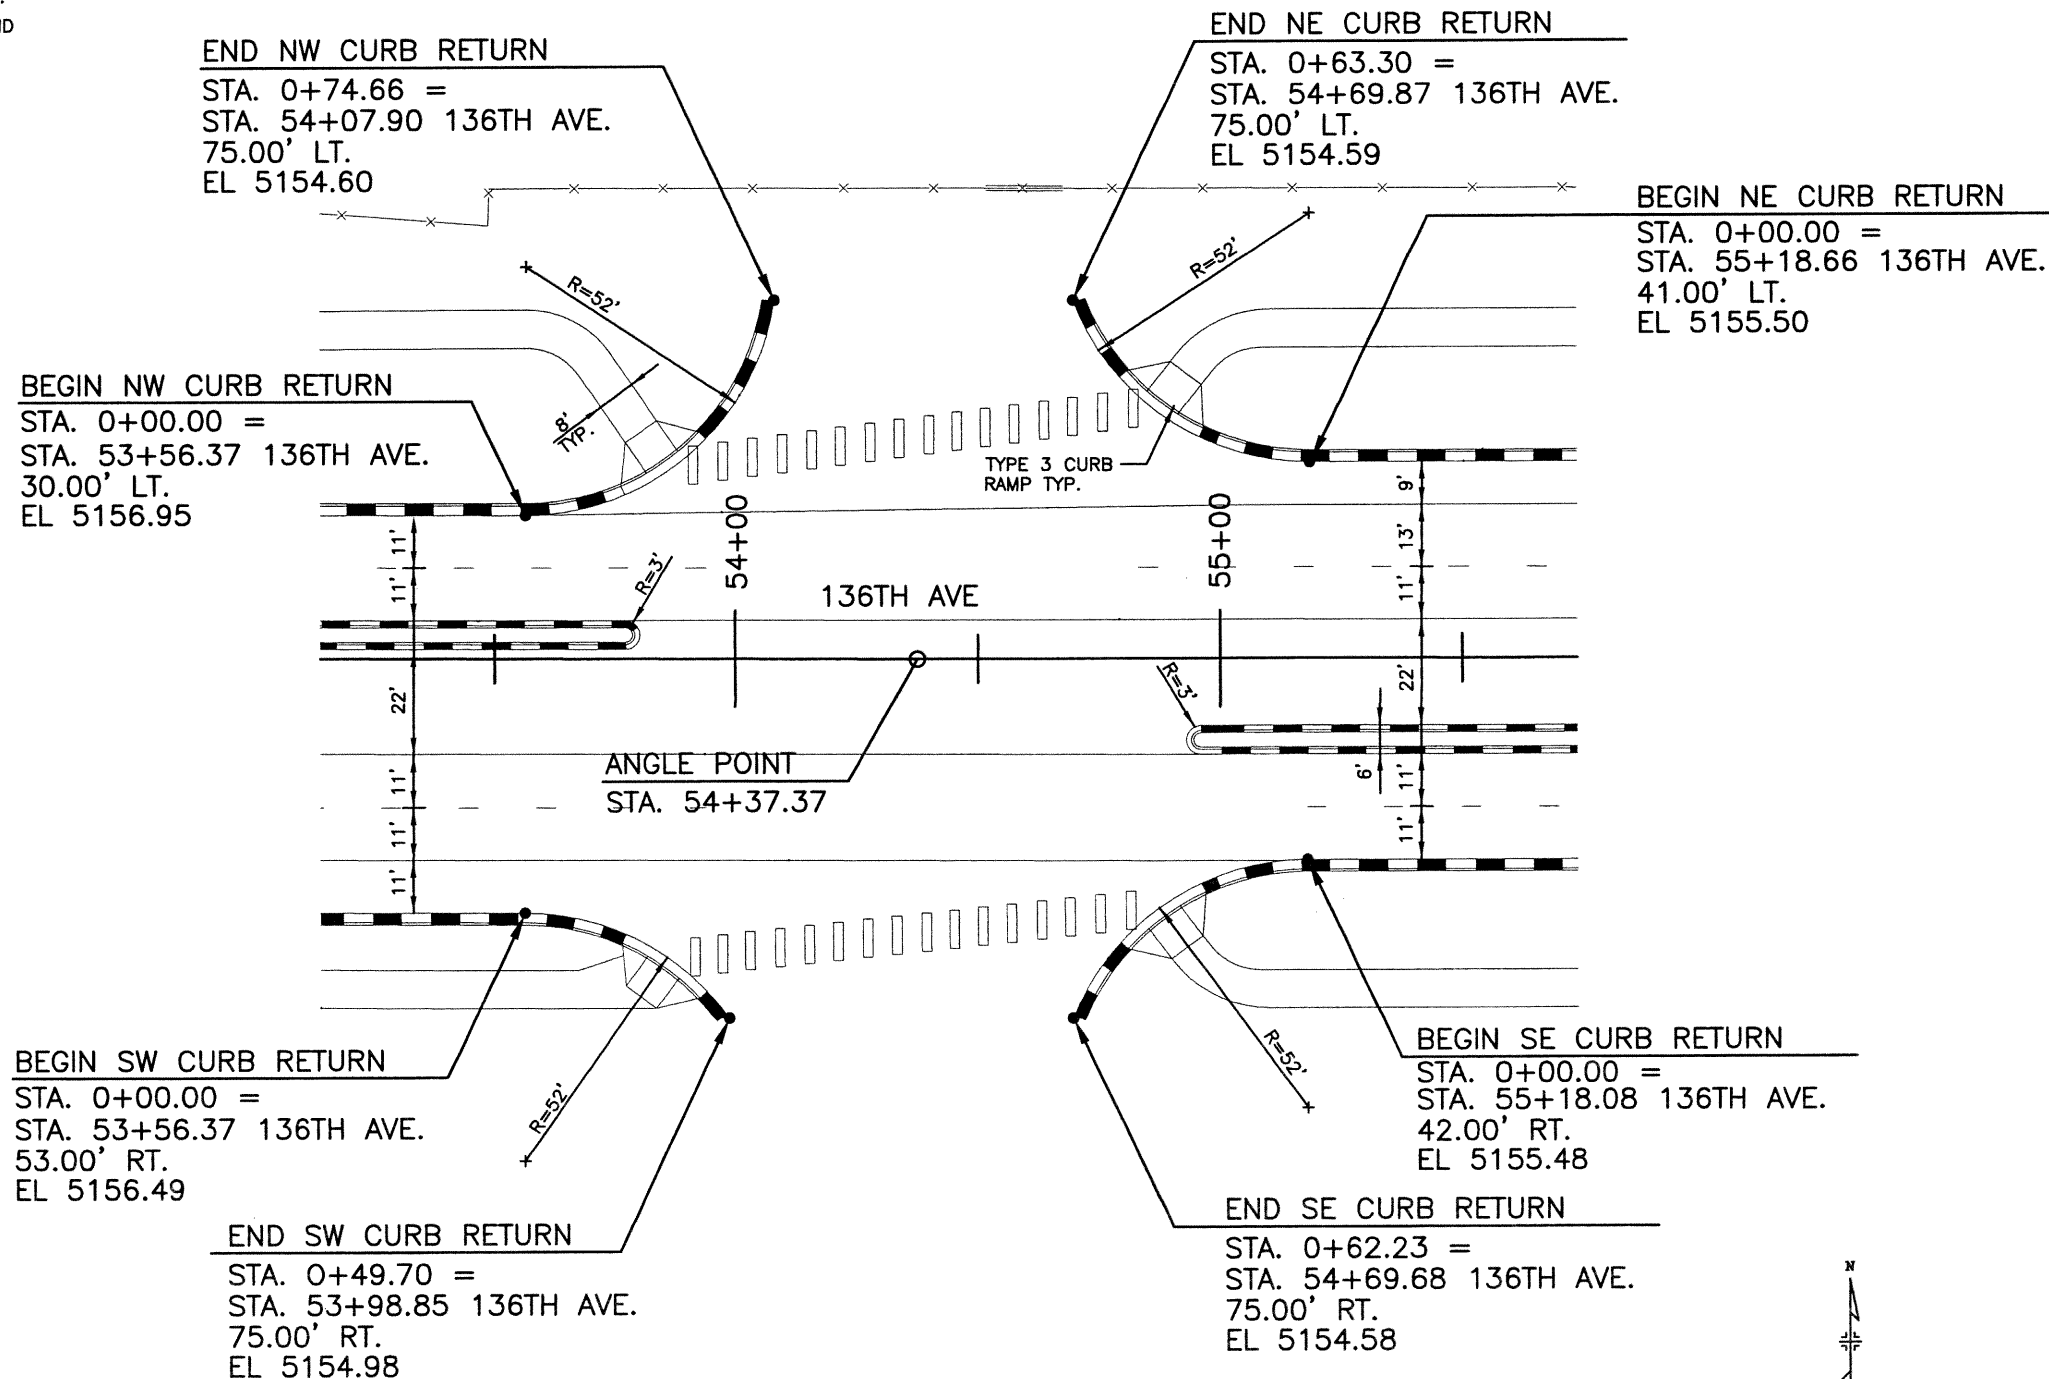 ND
END NW CURB RETURN
STA. 0+74.66 =
STA. 54+07.90 136TH AVE.
75.00' LT.
EL 5154.60
END NE CURB RETURN
STA. 0+63.30 =
STA. 54+69.87 136TH AVE.
75.00' LT.
EL 5154.59
BEGIN NE CURB RETURN
STA. 0+00.00 =
STA. 55+18.66 136TH AVE.
41.00' LT.
EL 5155.50
R=52'
R=52'
BEGIN NW CURB RETURN
STA. 0+00.00 =
STA. 53+56.37 136TH AVE.
30.00' LT.
EL 5156.95
8'
TYP.
TYPE 3 CURB
RAMP TYP.
9'
13'
11'
22'
11'
11'
6'
11'
11'
22'
11'
11'
11'
R=3'
54+00
55+00
136TH AVE
R=3'
ANGLE POINT
STA. 54+37.37
BEGIN SW CURB RETURN
STA. 0+00.00 =
STA. 53+56.37 136TH AVE.
53.00' RT.
EL 5156.49
R=52'
R=52'
BEGIN SE CURB RETURN
STA. 0+00.00 =
STA. 55+18.08 136TH AVE.
42.00' RT.
EL 5155.48
END SW CURB RETURN
STA. 0+49.70 =
STA. 53+98.85 136TH AVE.
75.00' RT.
EL 5154.98
END SE CURB RETURN
STA. 0+62.23 =
STA. 54+69.68 136TH AVE.
75.00' RT.
EL 5154.58
N